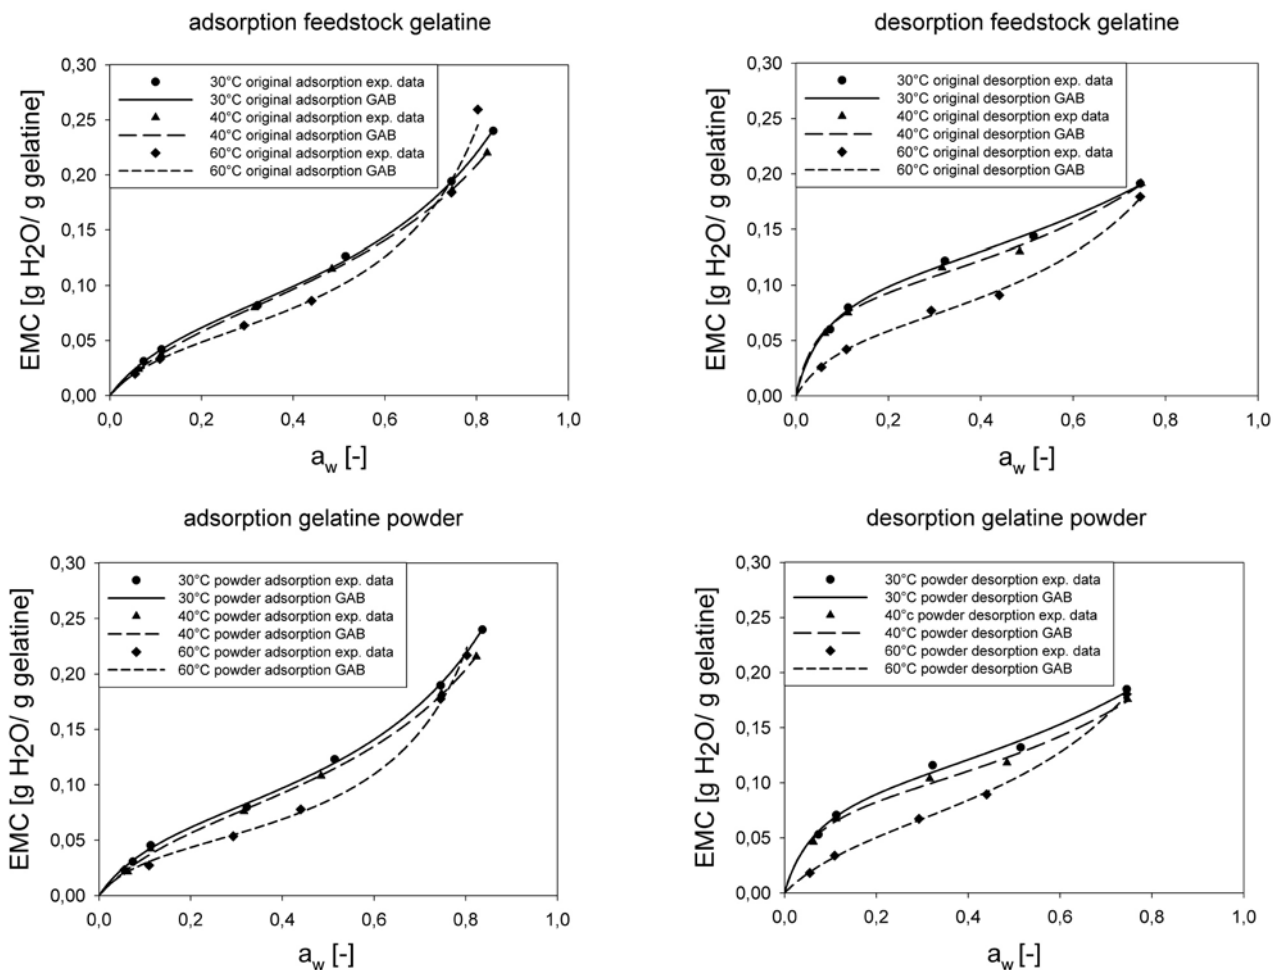 adsorption feedstock gelatine
EMC [g H2O/ g gelatine]
0,30
0,25
0,20
0,15
0,10
0,05
0,00
30°C original adsorption exp. data
30°C original adsorption GAB
40°C original adsorption exp. data
40°C original adsorption GAB
60°C original adsorption exp. data
60°C original adsorption GAB
0,0 0,2 0,4 0,6 0,8 1,0
aw [-]
desorption feedstock gelatine
EMC [g H2O/ g gelatine]
0,30
0,25
0,20
0,15
0,10
0,05
0,00
30°C original desorption exp. data
30°C original desorption GAB
40°C original desorption exp data
40°C original desorption GAB
60°C original desorption exp. data
60°C original desorption GAB
0,0 0,2 0,4 0,6 0,8 1,0
aw [-]
adsorption gelatine powder
EMC [g H2O/ g gelatine]
0,30
0,25
0,20
0,15
0,10
0,05
0,00
30°C powder adsorption exp. data
30°C powder adsorption GAB
40°C powder adsorption exp. data
40°C powder adsorption GAB
60°C powder adsorption exp. data
60°C powder adsorption GAB
0,0 0,2 0,4 0,6 0,8 1,0
aw [-]
desorption gelatine powder
EMC [g H2O/ g gelatine]
0,30
0,25
0,20
0,15
0,10
0,05
0,00
30°C powder desorption exp. data
30°C powder desorption GAB
40°c powder desorption exp. data
40°C powder desorption GAB
60°C powder desorption exp. data
60°C powder desorption GAB
0,0 0,2 0,4 0,6 0,8 1,0
aw [-]